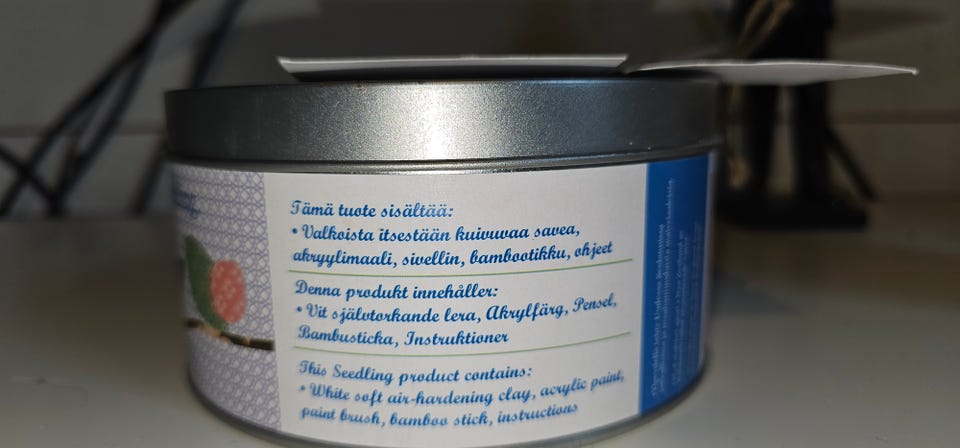 Tämä tuote sisältää:
• Valkoista itsestään kuivuvaa savea,
akryylimaali, sivellin, bambootikku, ohjeet
Denna produkt innehåller:
• Vit självtorkande lera, Akrylfärg, Pensel,
Bambusticka, Instruktioner
This Seedling product contains:
• White soft air-hardening clay, acrylic paint,
paint brush, bamboo stick, instructions